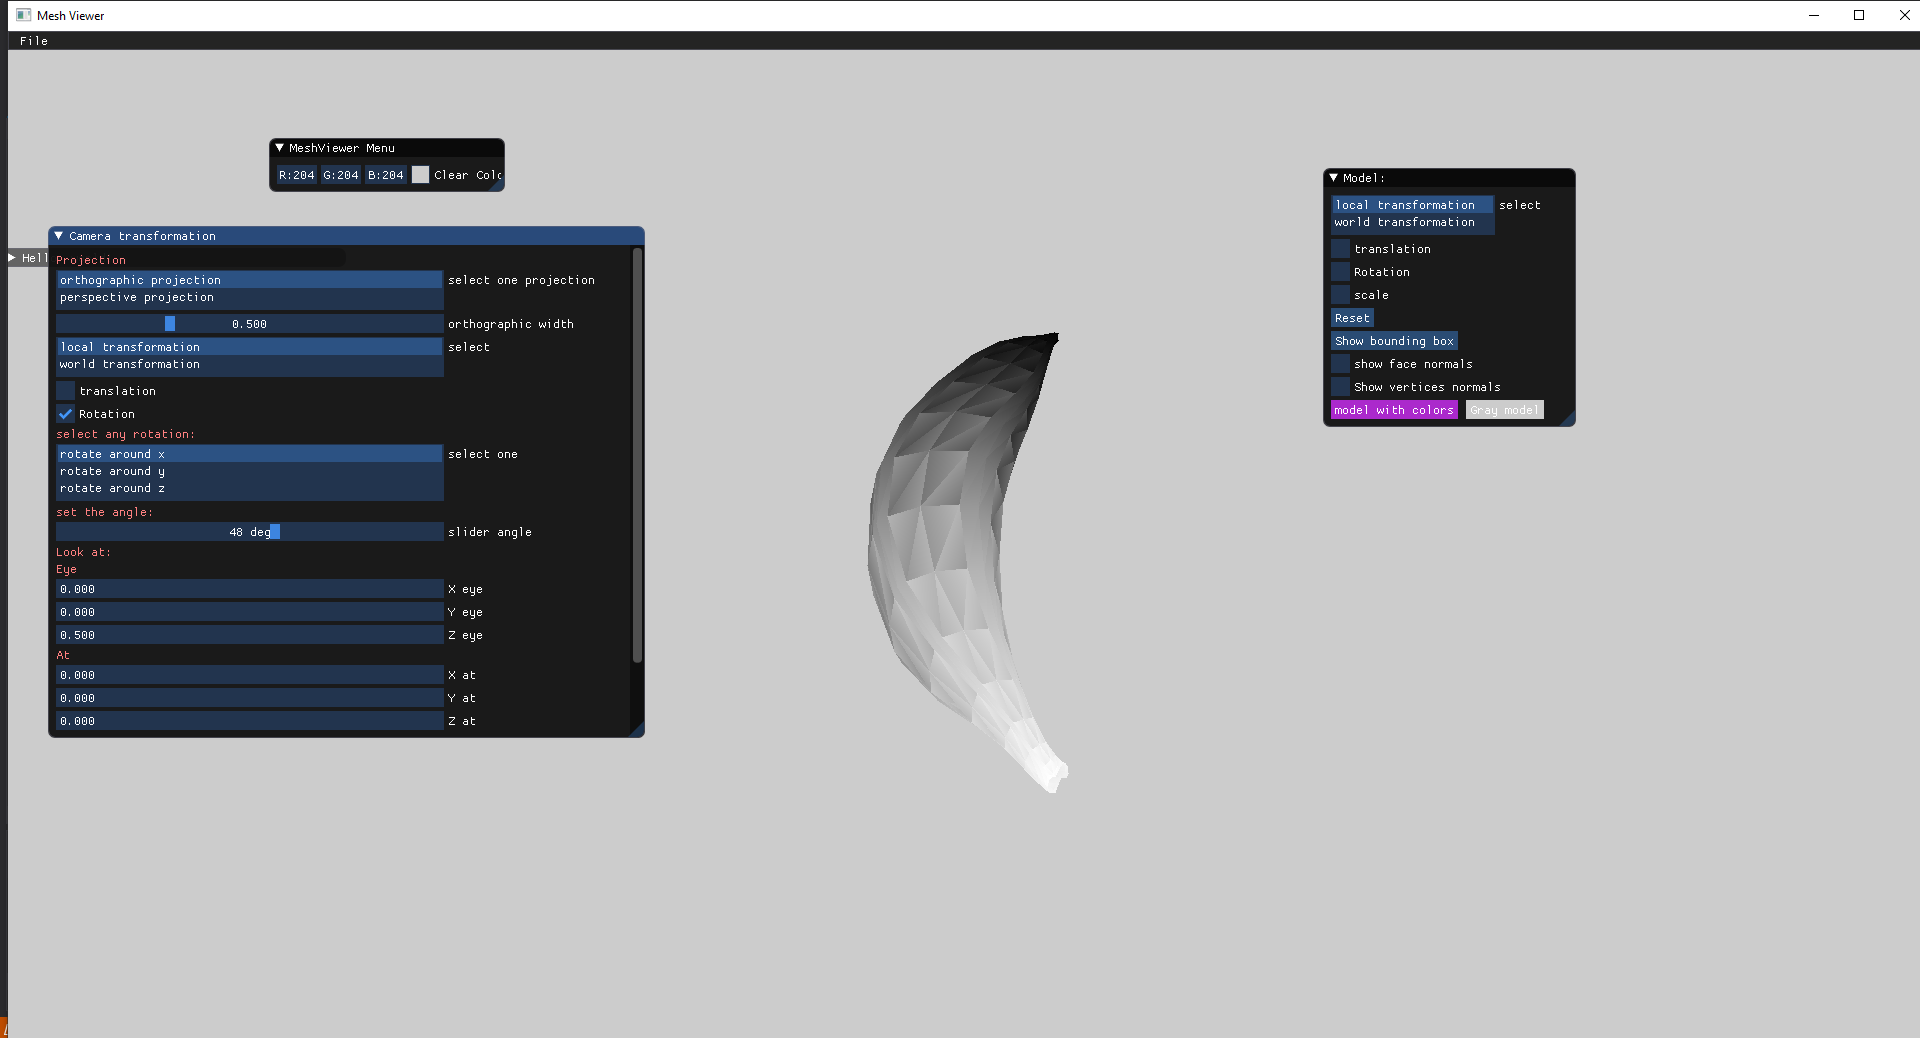 Mesh Viewer
File
MeshViewer Menu
R:204 G:204 B:204 Clear Colo
Camera transformation
Hell
Projection
orthographic projection select one projection
perspective projection
0.500 orthographic width
local transformation select
world transformation
translation
Rotation
select any rotation:
rotate around x select one
rotate around y
rotate around z
set the angle:
48 deg slider angle
Look at:
Eye
0.000 X eye
0.000 Y eye
0.500 Z eye
At
0.000 X at
0.000 Y at
0.000 Z at
Model:
local transformation select
world transformation
translation
Rotation
scale
Reset
Show bounding box
show face normals
Show vertices normals
model with colors Gray model